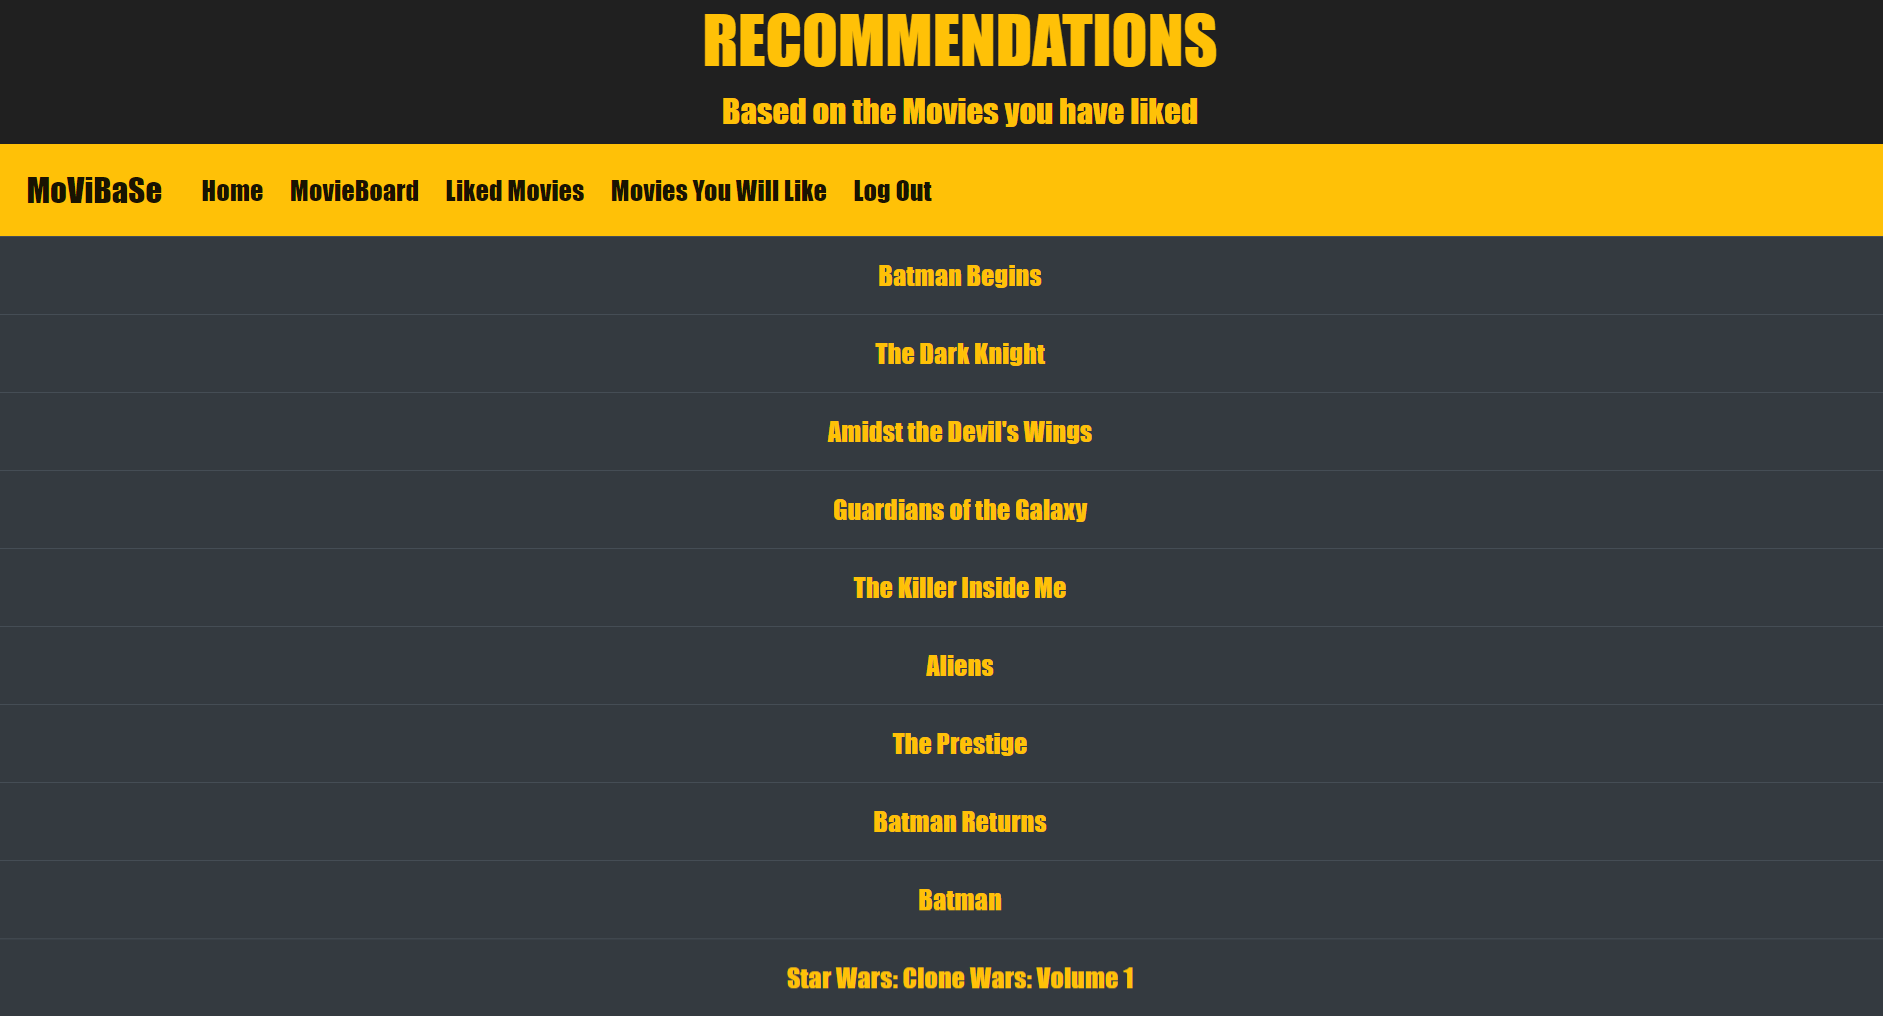 RECOMMENDATIONS
Based on the Movies you have liked
MoViBaSe Home MovieBoard Liked Movies Movies You Will Like Log Out
Batman Begins
The Dark Knight
Amidst the Devil's Wings
Guardians of the Galaxy
The Killer Inside Me
Aliens
The Prestige
Batman Returns
Batman
Star Wars: Clone Wars: Volume 1